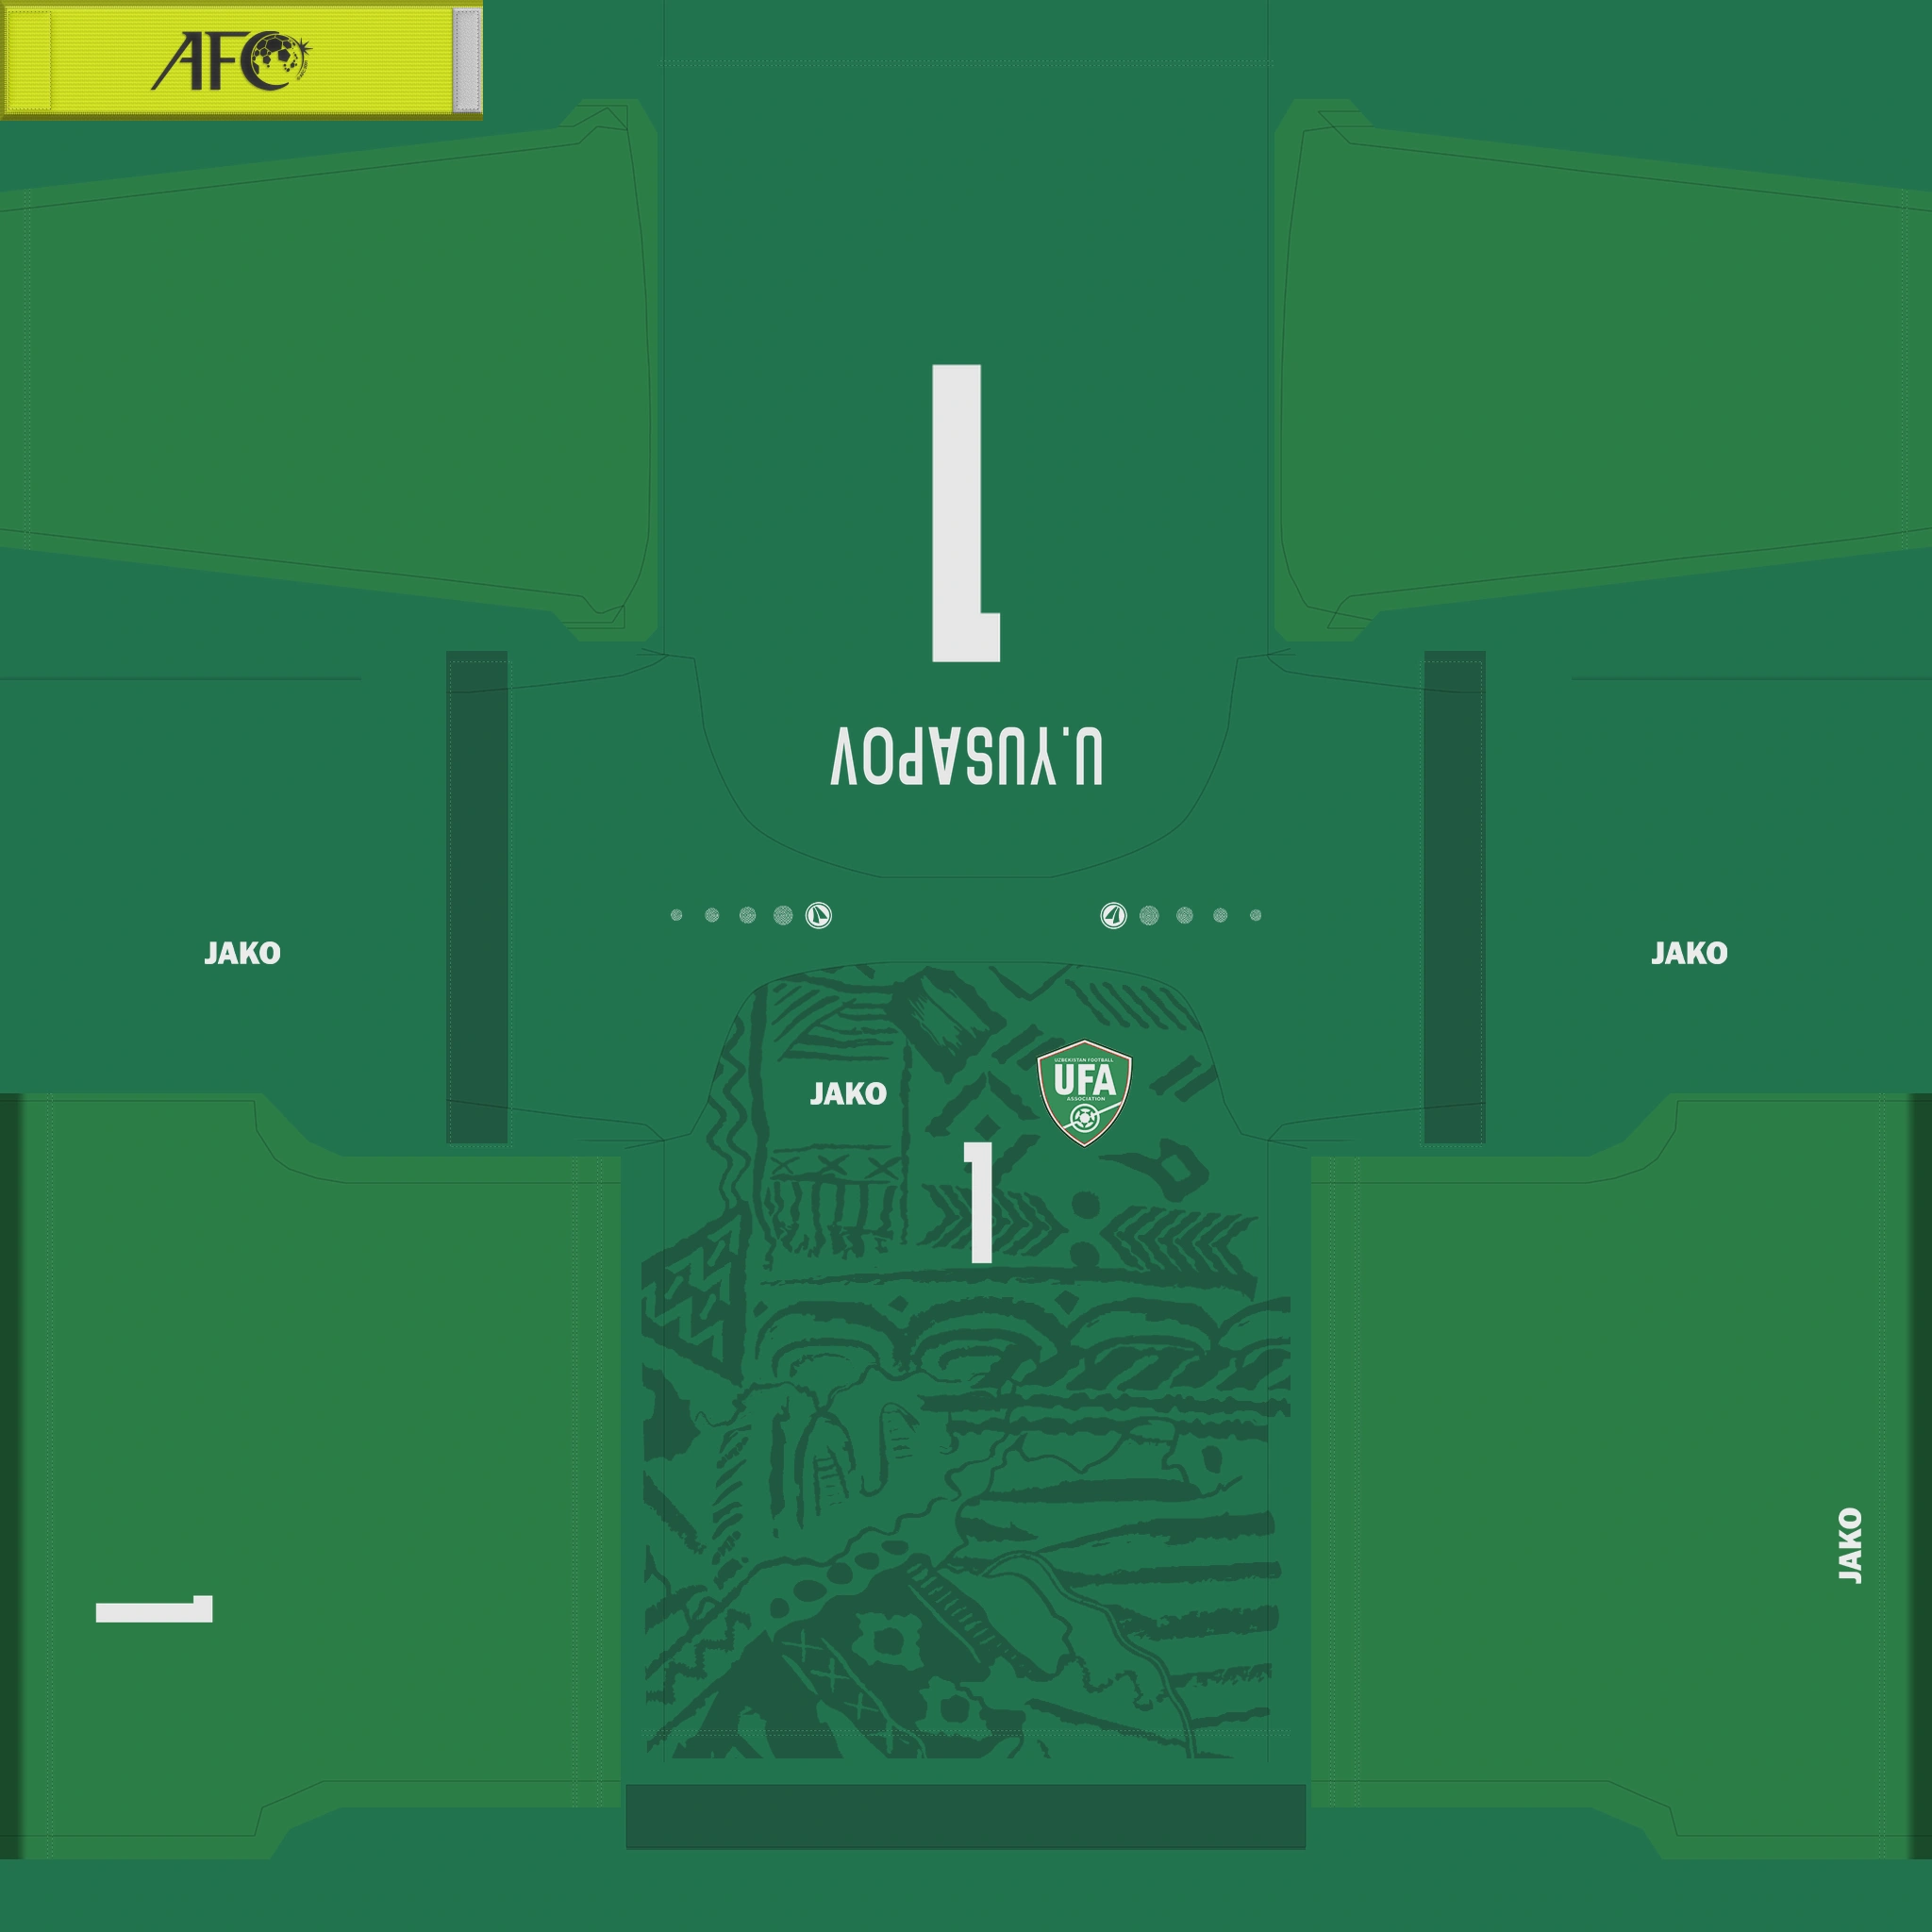 AFC
1
U.YUSAPOV
JAKO
JAKO
JAKO
UZBEKISTAN FOOTBALL
UFA
ASSOCIATION
1
1
JAKO